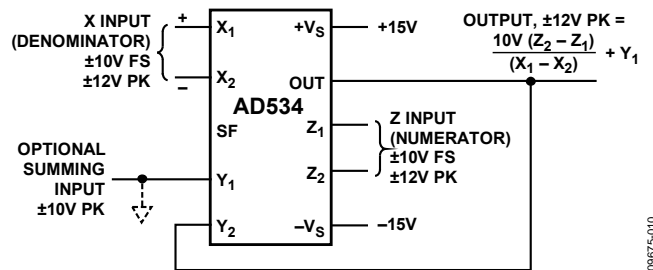 X INPUT
(DENOMINATOR)
±10V FS
±12V PK
+
–
X1
X2
SF
Y1
Y2
AD534
+VS
OUT
Z1
Z2
–VS
+15V
–15V
OUTPUT, ±12V PK =
10V (Z2 – Z1)
(X1 – X2)
+ Y1
Z INPUT
(NUMERATOR)
±10V FS
±12V PK
OPTIONAL
SUMMING
INPUT
±10V PK
09675-010